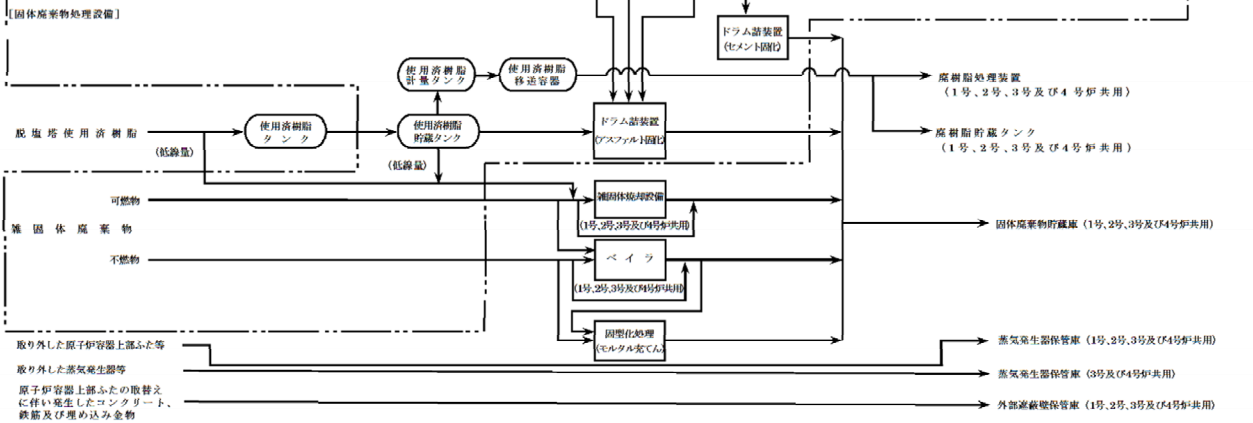 [固体廃棄物処理設備]
ドラム詰装置
(セメント固化)
使用済樹脂
計量タンク
使用済樹脂
移送容器
廃樹脂処理装置
(1号、2号、3号及び4号炉共用)
脱塩塔使用済樹脂
使用済樹脂
タンク
使用済樹脂
貯蔵タンク
ドラム詰装置
(アスファルト固化)
廃樹脂貯蔵タンク
(1号、2号、3号及び4号炉共用)
(低線量)
(低線量)
可燃物
雑固体焼却設備
(1号、2号、3号及び4号炉共用)
雑固体廃棄物
固体廃棄物貯蔵庫(1号、2号、3号及び4号炉共用)
不燃物
ベイラ
(1号、2号、3号及び4号炉共用)
固型化処理
(モルタル充てん)
取り外した原子炉容器上部ふた等
蒸気発生器保管庫(1号、2号、3号及び4号炉共用)
取り外した蒸気発生器等
蒸気発生器保管庫(3号及び4号炉共用)
原子炉容器上部ふたの取替え
に伴い発生したコンクリート、
鉄筋及び埋め込み金物
外部遮蔽壁保管庫(1号、2号、3号及び4号炉共用)